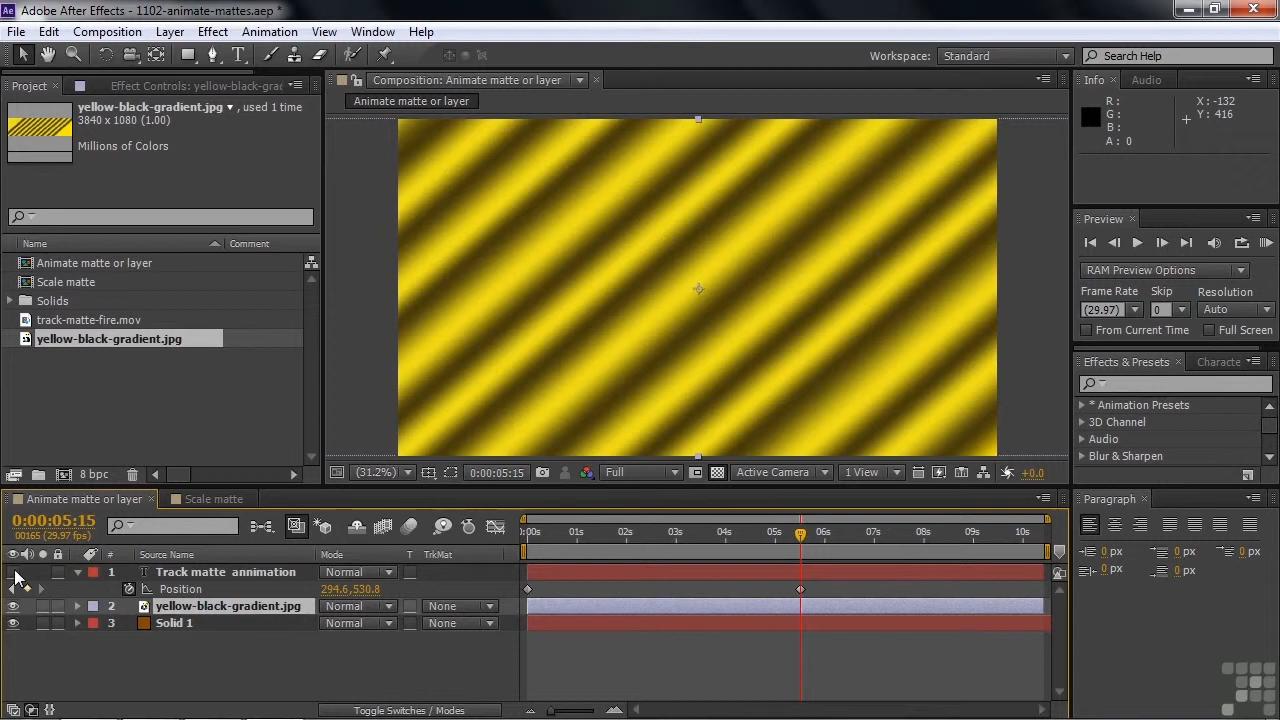 Ae Adobe After Effects - 1102-animate-mattes.aep *
File Edit Composition Layer Effect Animation View Window Help
T Workspace: Standard Search Help
Project Effect Controls: yellow-black-grad
Composition: Animate matte or layer
Info Audio
Animate matte or layer
yellow-black-gradient.jpg ▼, used 1 time
3840 x 1080 (1.00)
Millions of Colors
R :
G :
B :
A : 0
X : -132
Y : 416
Preview
RAM Preview Options
Frame Rate Skip Resolution
(29.97) 0 Auto
From Current Time Full Screen
Name Comment
Animate matte or layer
Scale matte
Solids
track-matte-fire.mov
yellow-black-gradient.jpg
Effects & Presets Characte
* Animation Presets
3D Channel
Audio
Blur & Sharpen
8 bpc
(31.2%) 0:00:05:15 Full Active Camera 1 View +0.0
Animate matte or layer Scale matte
Paragraph
0:00:05:15
00165 (29.97 fps)
:00s 01s 02s 03s 04s 05s 06s 07s 08s 09s 10s
# Source Name Mode T TrkMat
1 T Track matte annimation Normal
Position 294.6,530.8
2 yellow-black-gradient.jpg Normal None
3 Solid 1 Normal None
0 px 0 px 0 px
0 px 0 px
Toggle Switches / Modes